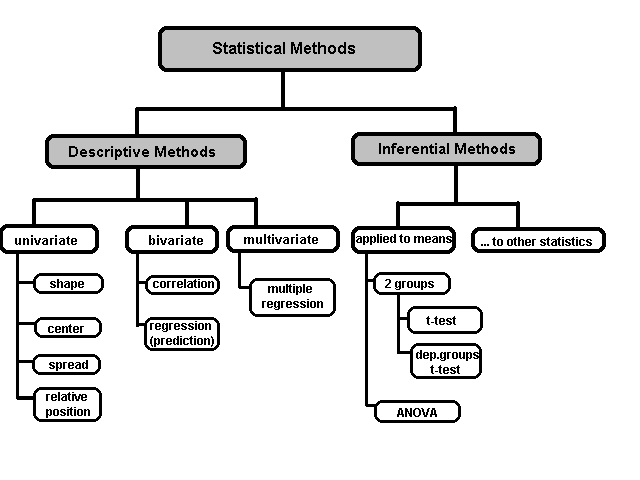 Statistical Methods
Descriptive Methods
Inferential Methods
univariate
bivariate
multivariate
applied to means
... to other statistics
shape
center
spread
relative
position
correlation
regression
(prediction)
multiple
regression
2 groups
t-test
dep.groups
t-test
ANOVA